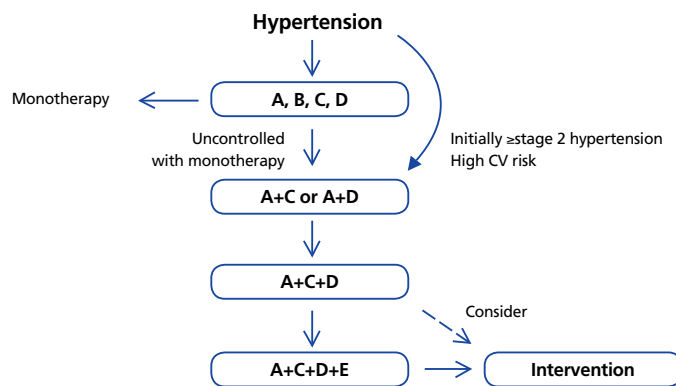 Hypertension
Monotherapy
A, B, C, D
Uncontrolled
with monotherapy
Initially ≥stage 2 hypertension
High CV risk
A+C or A+D
A+C+D
Consider
A+C+D+E
Intervention